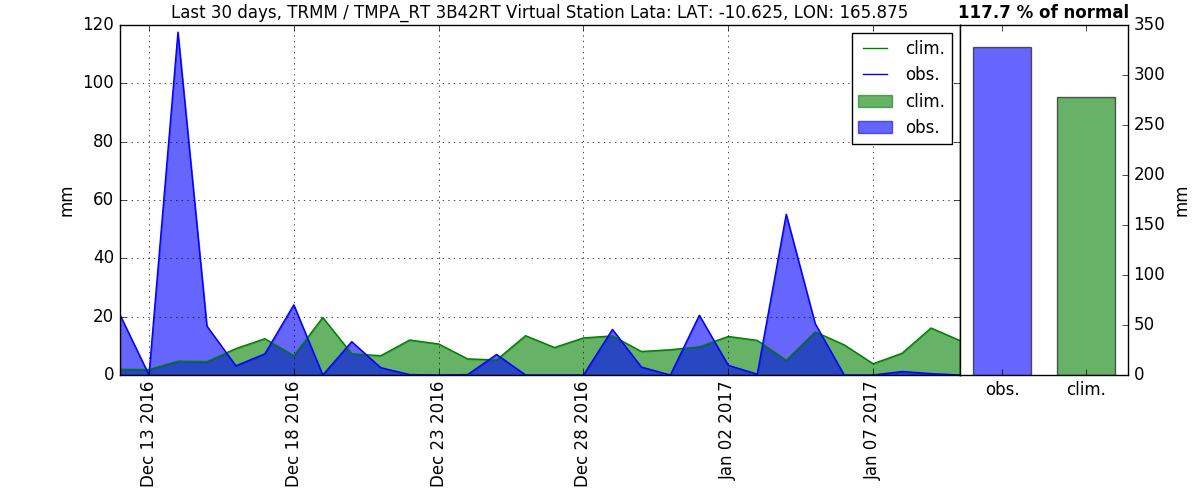 Last 30 days, TRMM / TMPA_RT 3B42RT Virtual Station Lata: LAT: -10.625, LON: 165.875
117.7 % of normal
120
100
80
60
40
20
0
mm
clim.
obs.
clim.
obs.
350
300
250
200
150
100
50
0
mm
obs.
clim.
Dec 13 2016
Dec 18 2016
Dec 23 2016
Dec 28 2016
Jan 02 2017
Jan 07 2017